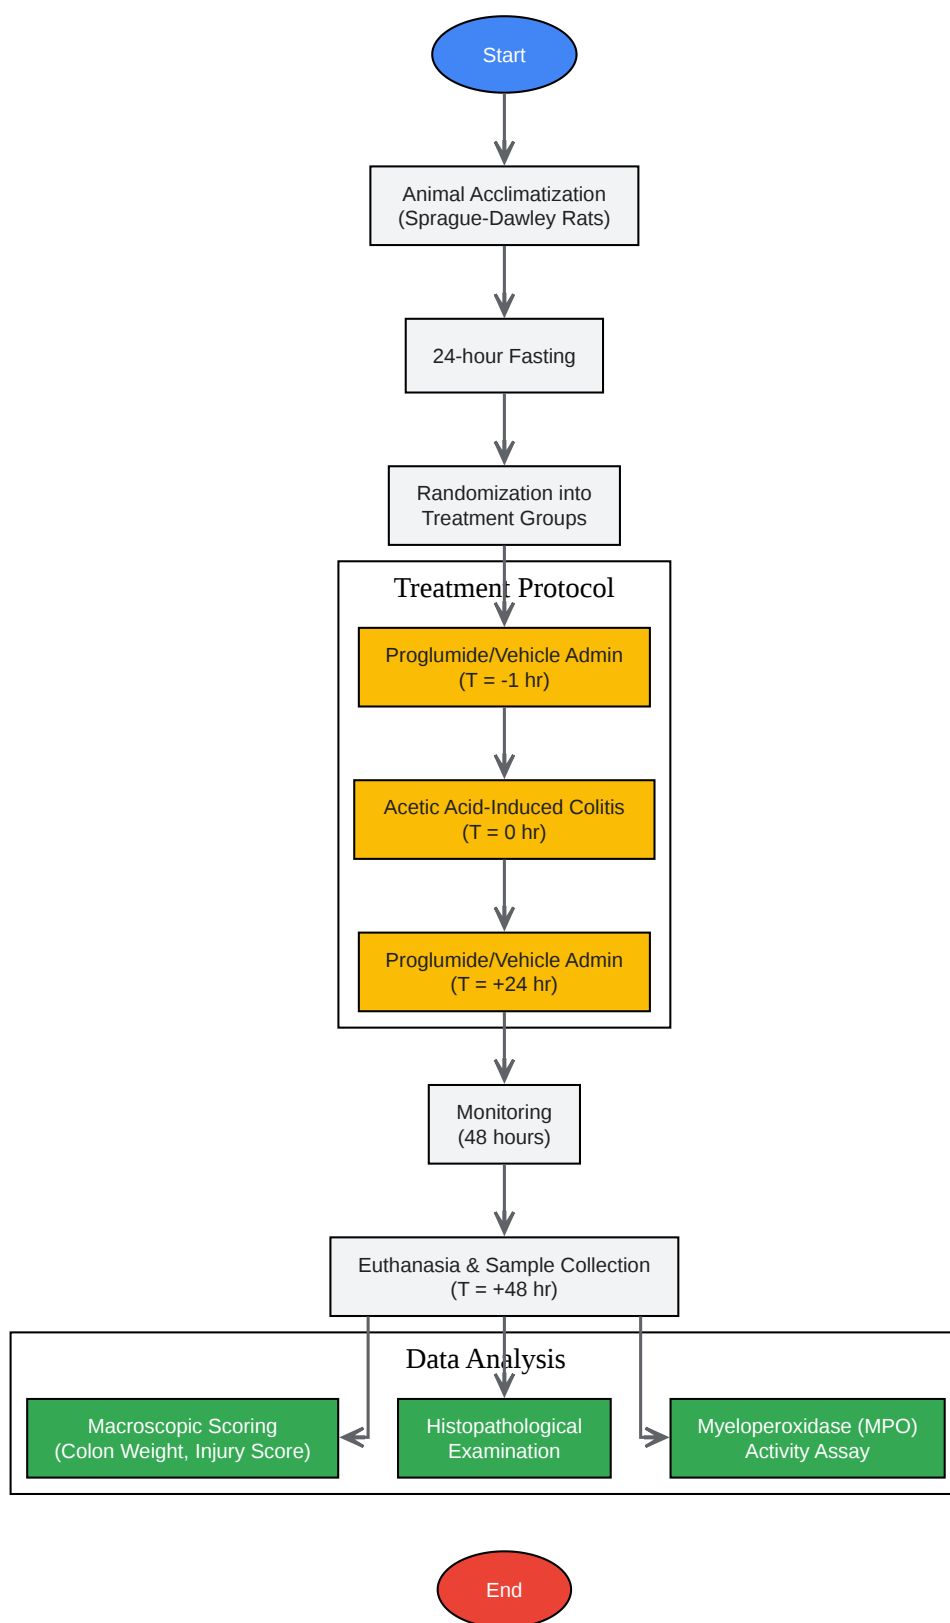 Start
Animal Acclimatization
(Sprague-Dawley Rats)
24-hour Fasting
Randomization into
Treatment Groups
Treatment Protocol
Proglumide/Vehicle Admin
(T = -1 hr)
Acetic Acid-Induced Colitis
(T = 0 hr)
Proglumide/Vehicle Admin
(T = +24 hr)
Monitoring
(48 hours)
Euthanasia & Sample Collection
(T = +48 hr)
Data Analysis
Macroscopic Scoring
(Colon Weight, Injury Score)
Histopathological
Examination
Myeloperoxidase (MPO)
Activity Assay
End